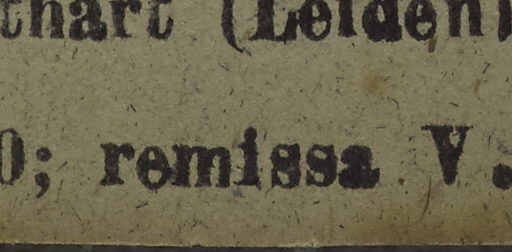 thart (Leiden)
0; remissa V.